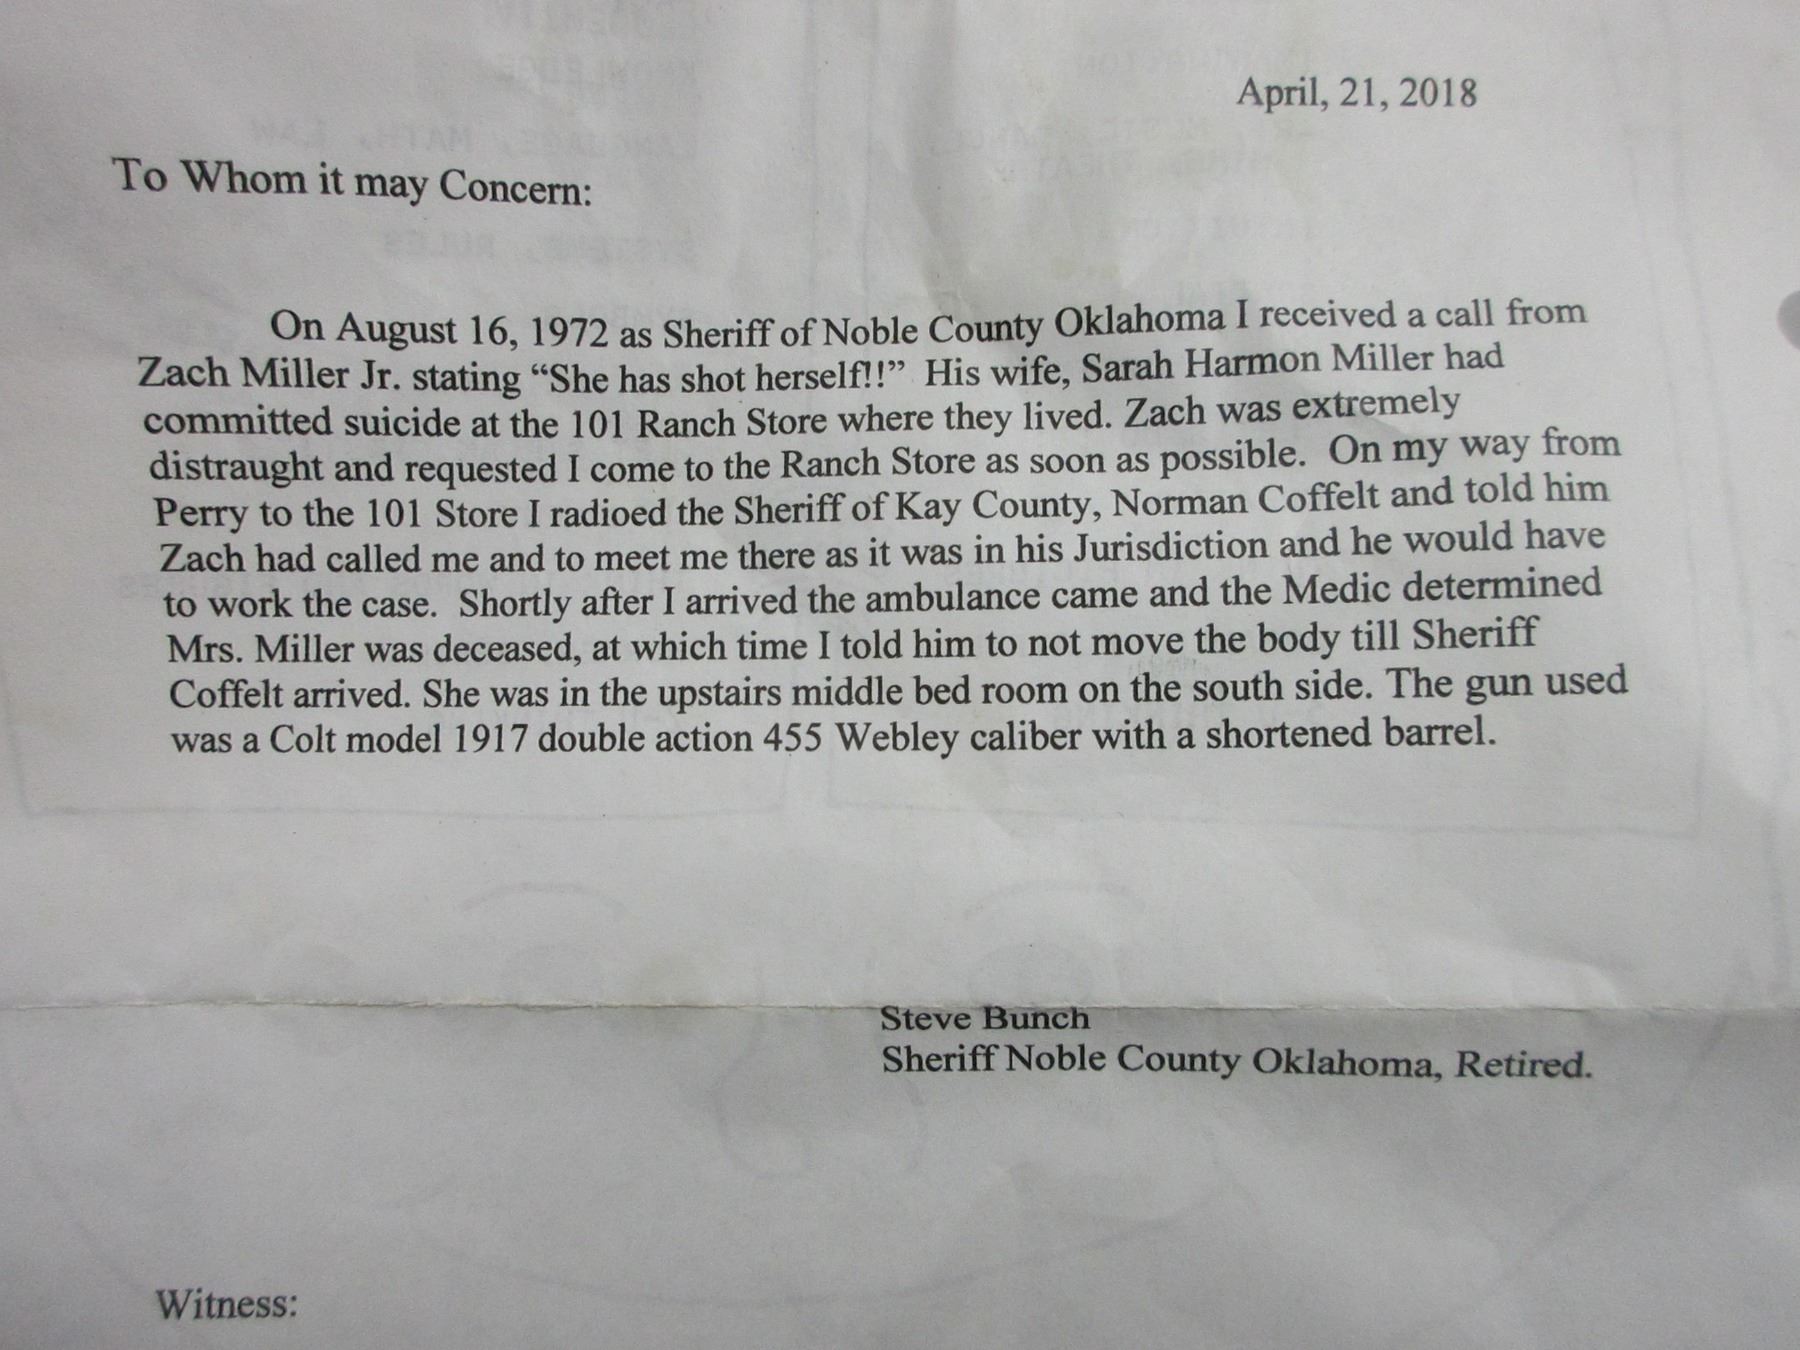 April, 21, 2018
To Whom it may Concern:
On August 16, 1972 as Sheriff of Noble County Oklahoma I received a call from
Zach Miller Jr. stating “She has shot herself!!” His wife, Sarah Harmon Miller had
committed suicide at the 101 Ranch Store where they lived. Zach was extremely
distraught and requested I come to the Ranch Store as soon as possible. On my way from
Perry to the 101 Store I radioed the Sheriff of Kay County, Norman Coffelt and told him
Zach had called me and to meet me there as it was in his Jurisdiction and he would have
to work the case. Shortly after I arrived the ambulance came and the Medic determined
Mrs. Miller was deceased, at which time I told him to not move the body till Sheriff
Coffelt arrived. She was in the upstairs middle bed room on the south side. The gun used
was a Colt model 1917 double action 455 Webley caliber with a shortened barrel.
Steve Bunch
Sheriff Noble County Oklahoma, Retired.
Witness: